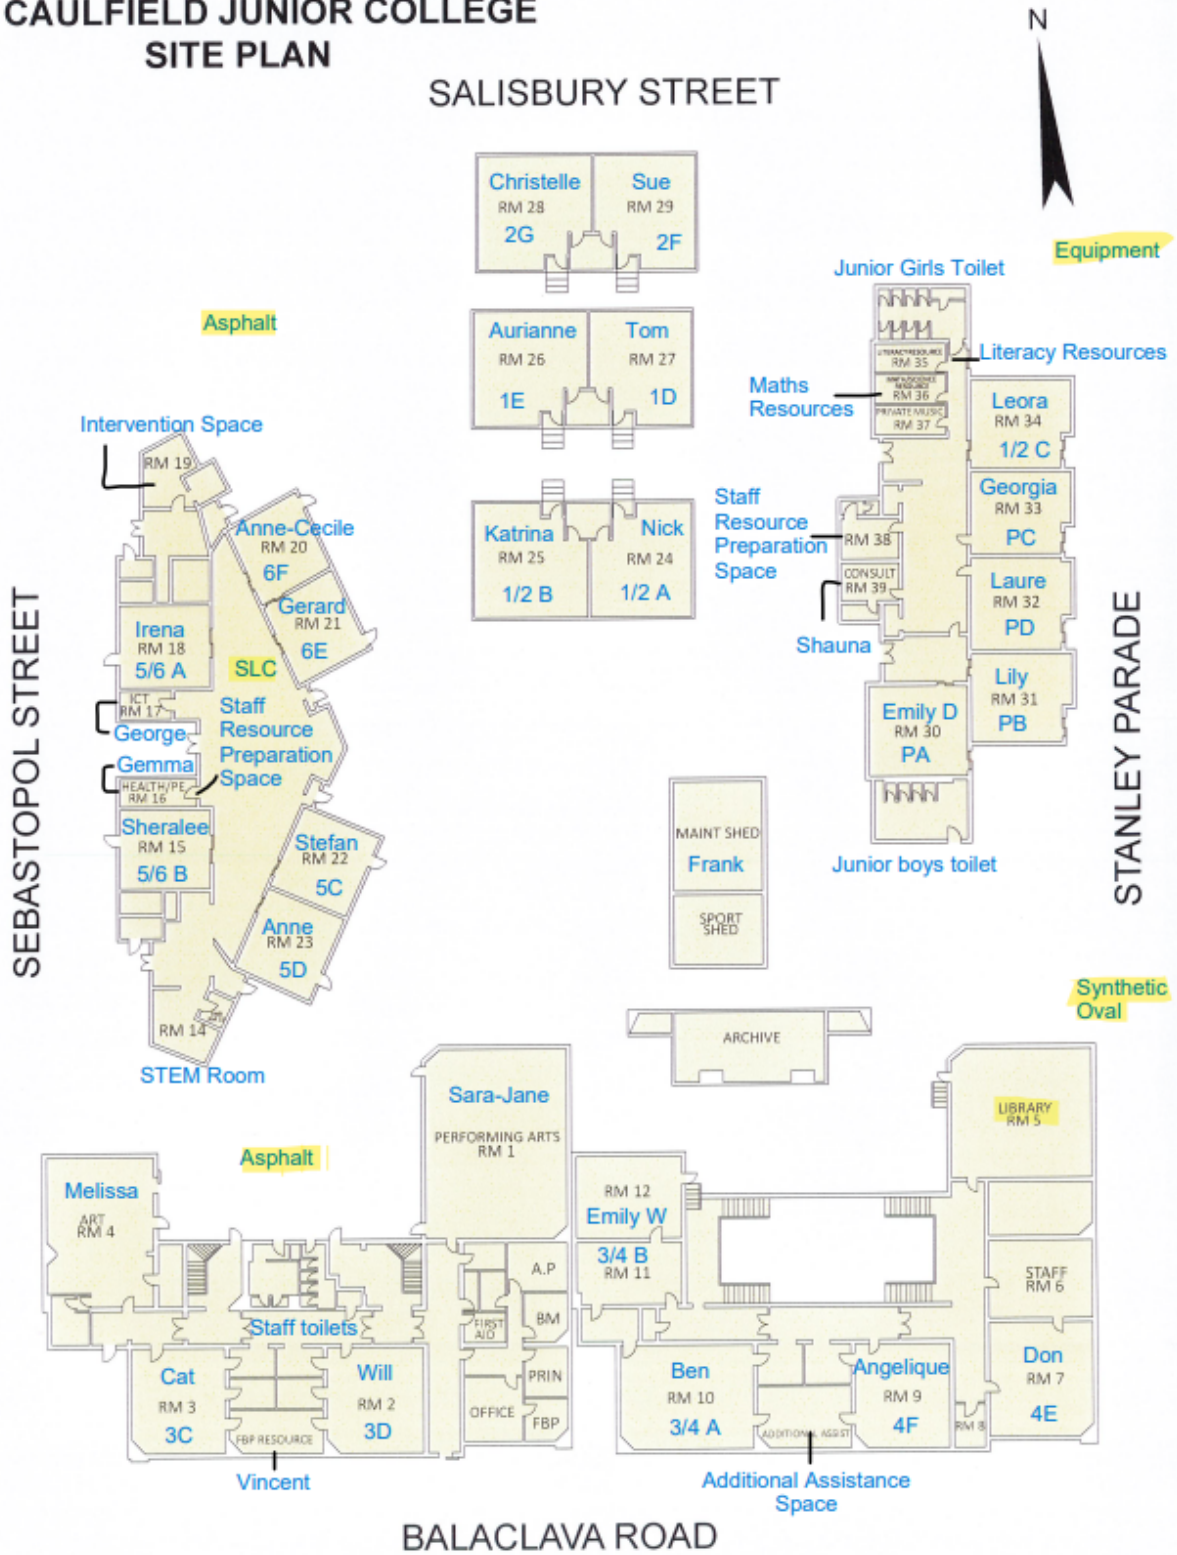 CAULFIELD JUNIOR COLLEGE
SITE PLAN
N
SALISBURY STREET
Christelle
RM 28
2G
Sue
RM 29
2F
Equipment
Junior Girls Toilet
Asphalt
Aurianne
RM 26
1E
Tom
RM 27
1D
LITERACY RESOURCE
RM 35
Literacy Resources
Maths
Resources
RM 36
PRIVATE MUSIC
RM 37
Leora
RM 34
1/2 C
Intervention Space
RM 19
Georgia
RM 33
PC
Staff
Resource
Preparation
Space
RM 38
Anne-Cecile
RM 20
6F
Katrina
RM 25
1/2 B
Nick
RM 24
1/2 A
CONSULT
RM 39
Laure
RM 32
PD
Gerard
RM 21
6E
Irena
RM 18
5/6 A
Shauna
SLC
Lily
RM 31
PB
ICT
RM 17
George
Staff
Resource
Preparation
Space
Emily D
RM 30
PA
Gemma
HEALTH/PE
RM 16
SEBASTOPOL STREET
STANLEY PARADE
Sheralee
RM 15
5/6 B
Stefan
RM 22
5C
MAINT SHED
Frank
Junior boys toilet
SPORT
SHED
Anne
RM 23
5D
Synthetic
Oval
RM 14
STEM Room
ARCHIVE
Sara-Jane
PERFORMING ARTS
RM 1
LIBRARY
RM 5
Asphalt
Melissa
ART
RM 4
RM 12
Emily W
3/4 B
RM 11
A.P
STAFF
RM 6
BM
FIRST
AID
Staff toilets
Cat
RM 3
3C
Will
RM 2
3D
PRIN
OFFICE
FBP
Ben
RM 10
3/4 A
Angelique
RM 9
4F
Don
RM 7
4E
RM 8
FBP RESOURCE
ADDITIONAL ASSIST
Vincent
Additional Assistance
Space
BALACLAVA ROAD